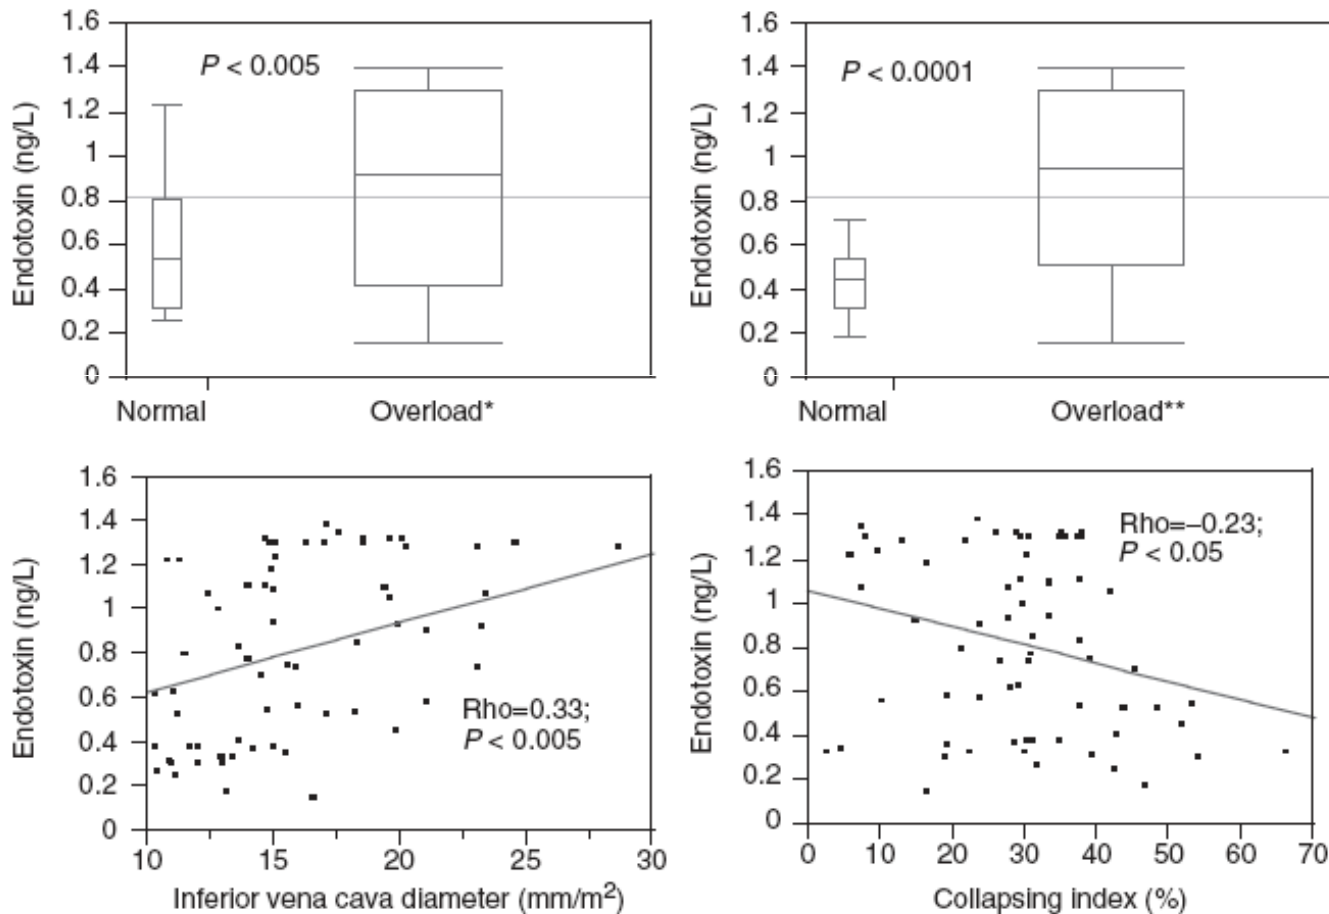 1.6
1.4
1.2
1
0.8
0.6
0.4
0.2
0
Endotoxin (ng/L)
P < 0.005
Normal
Overload*
1.6
1.4
1.2
1
0.8
0.6
0.4
0.2
0
Endotoxin (ng/L)
P < 0.0001
Normal
Overload**
1.6
1.4
1.2
1
0.8
0.6
0.4
0.2
0
Endotoxin (ng/L)
Rho=0.33;
P < 0.005
10 15 20 25 30
Inferior vena cava diameter (mm/m²)
1.6
1.4
1.2
1
0.8
0.6
0.4
0.2
0
Endotoxin (ng/L)
Rho=–0.23;
P < 0.05
0 10 20 30 40 50 60 70
Collapsing index (%)